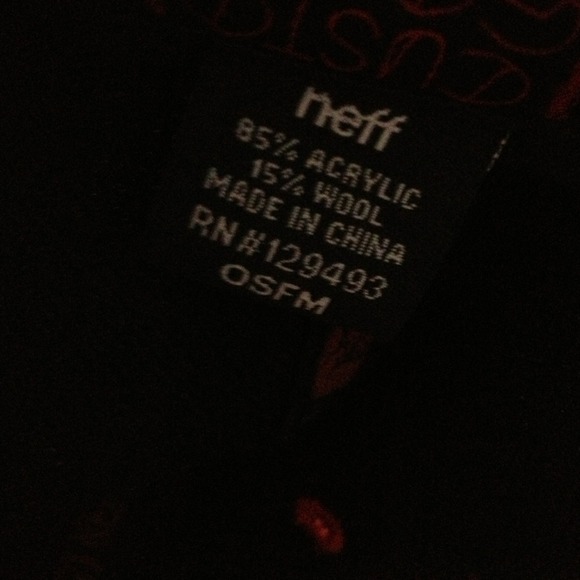 neff
85% ACRYLIC
15% WOOL
MADE IN CHINA
RN#129493
OSFM